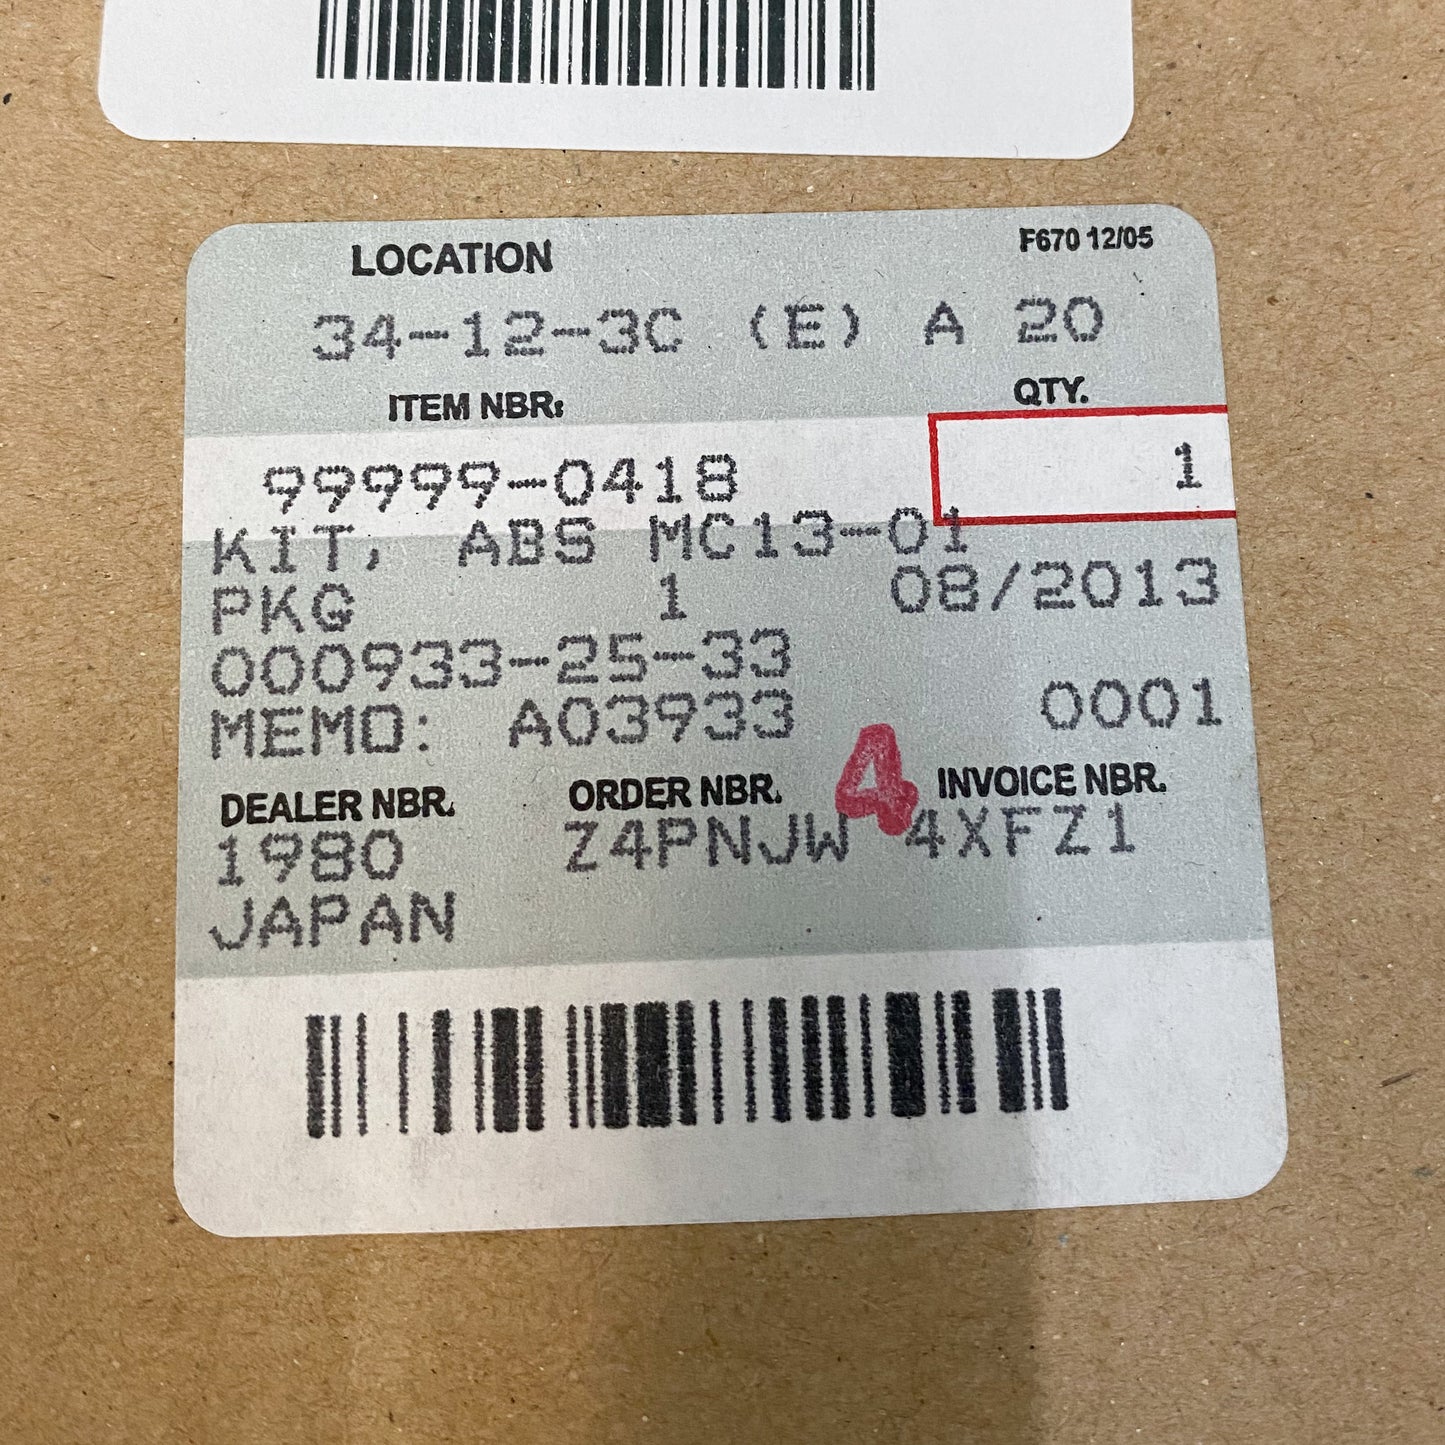 LOCATION F670 12/05
34-12-3C (E) A 20
ITEM NBR: QTY.
99999-0418 1
KIT, ABS MC13-01
PKG 1 08/2013
000933-25-33
MEMO: A03933 0001
4
DEALER NBR. ORDER NBR. INVOICE NBR.
1980 Z4PNJW 4XFZ1
JAPAN